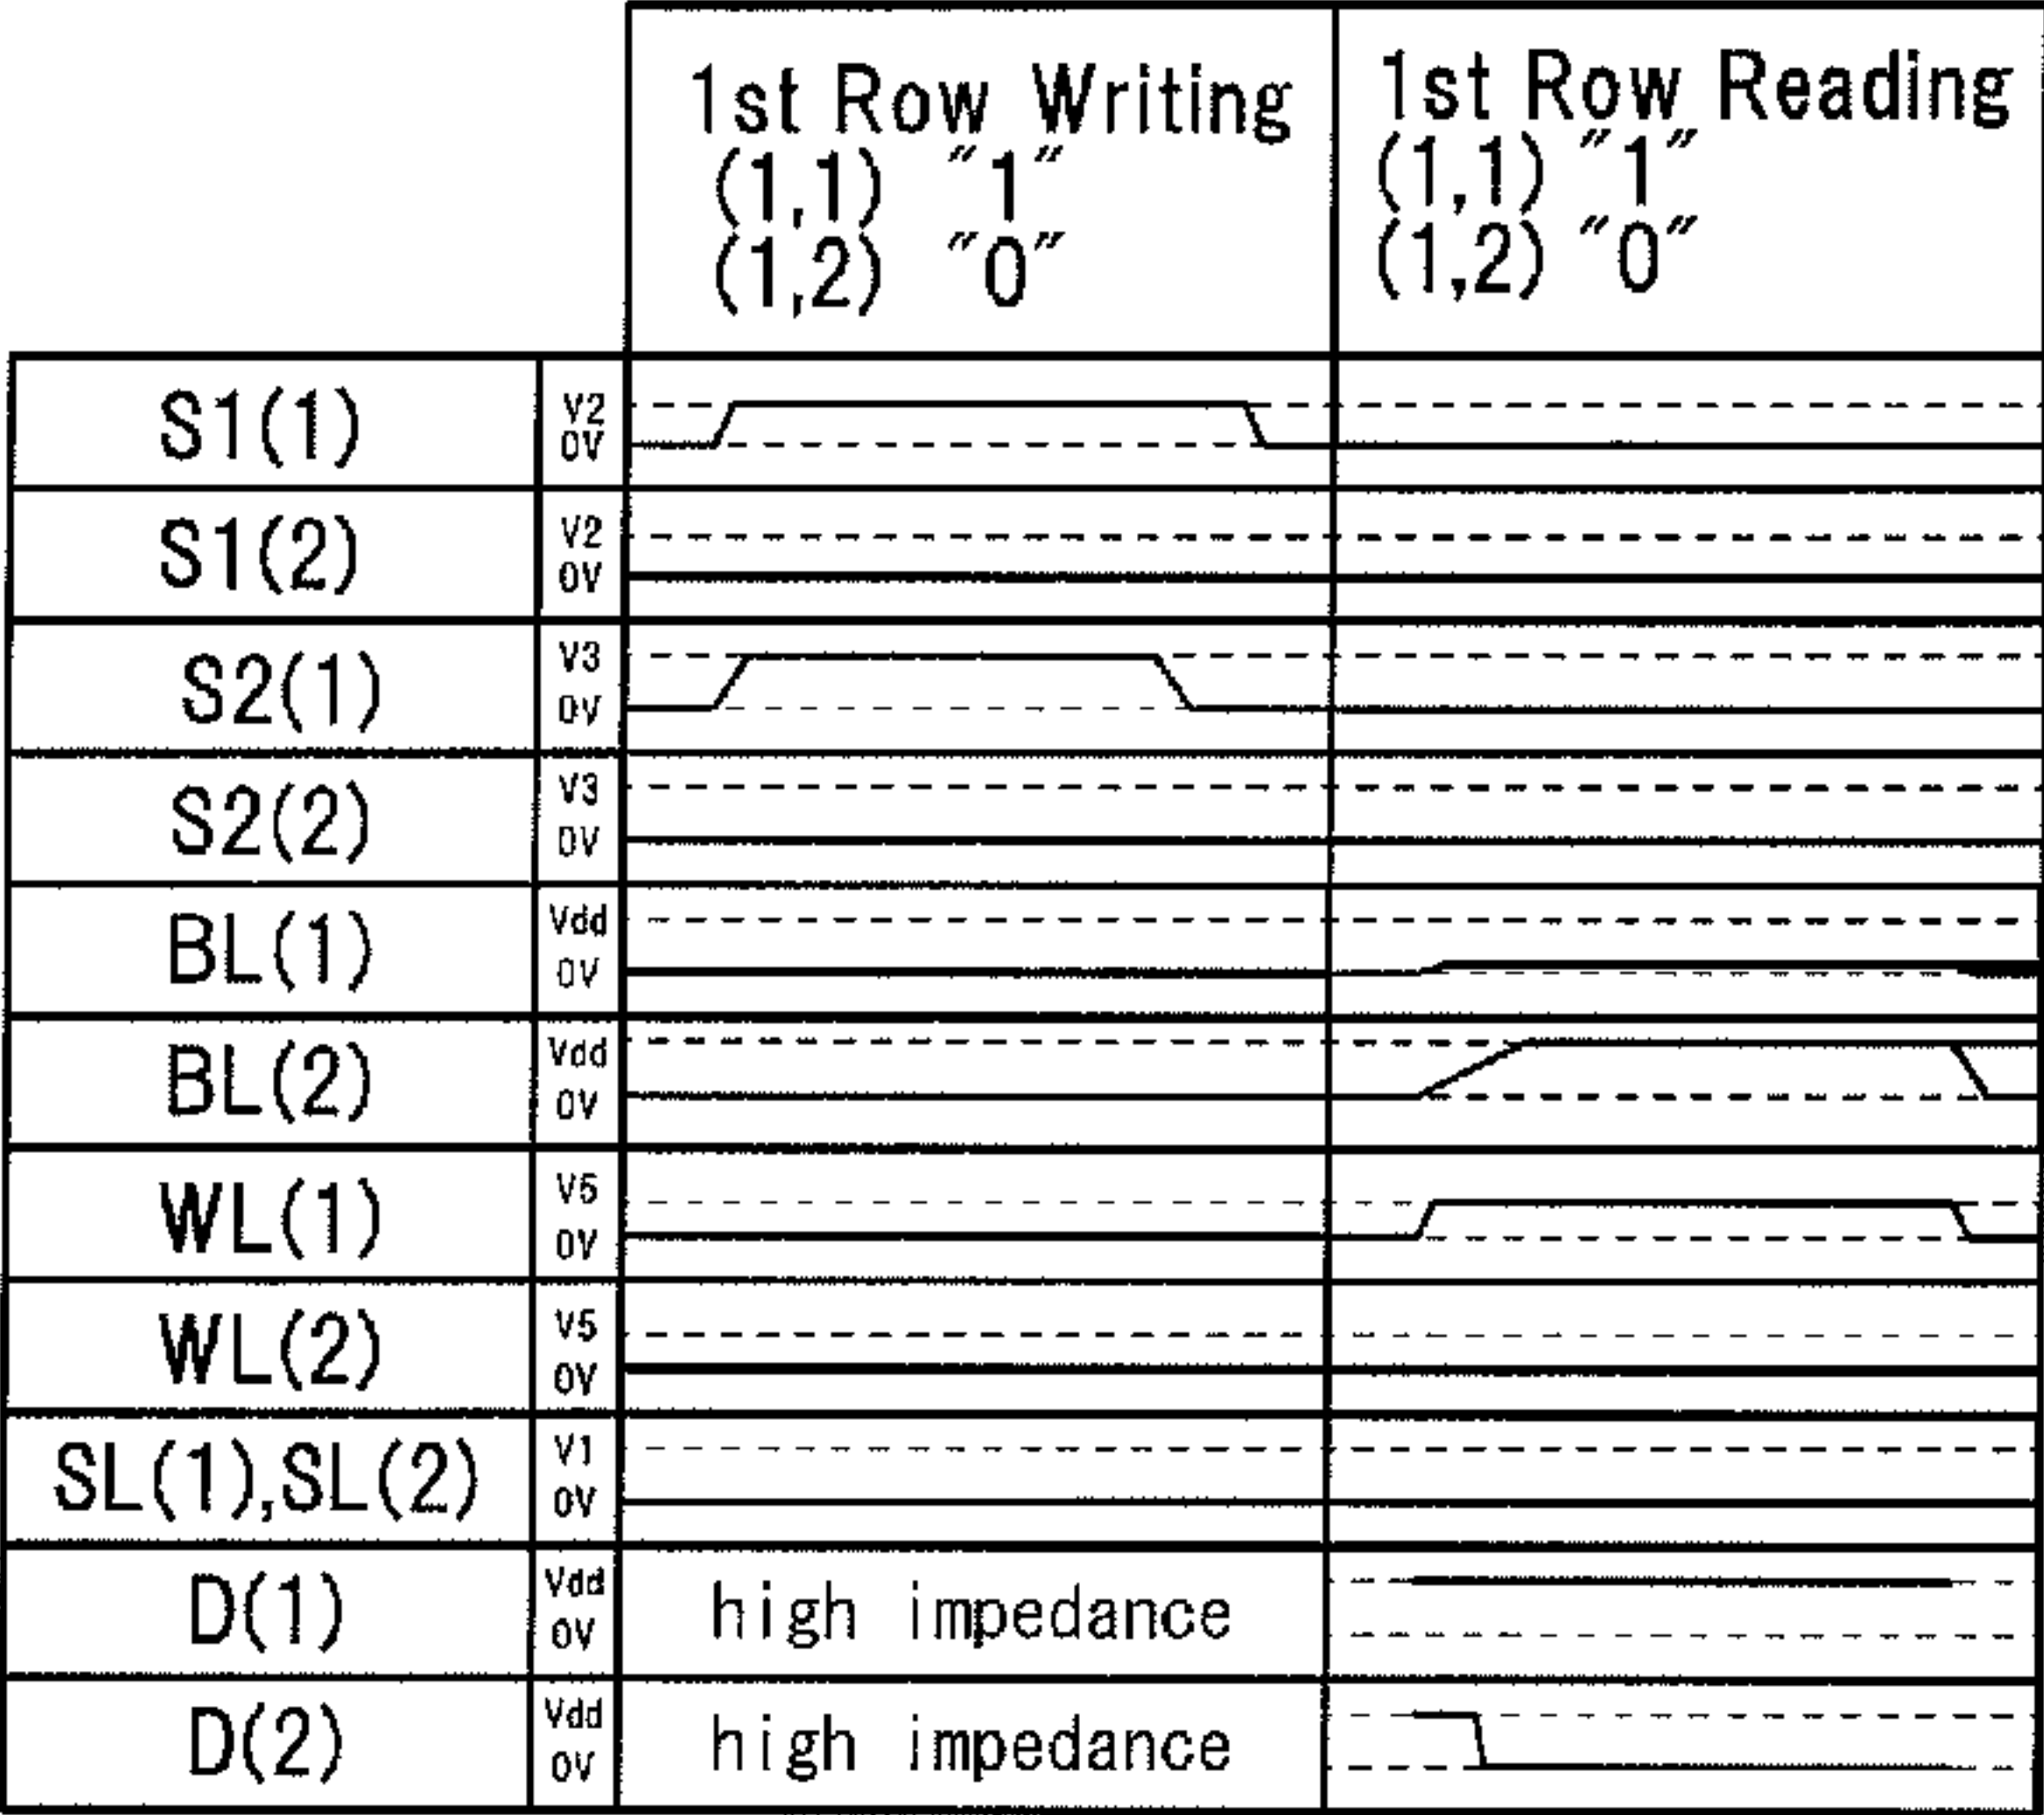 1st Row Writing
(1,1) "1"
(1,2) "0"
1st Row Reading
(1,1) "1"
(1,2) "0"
S1(1)
V2
0V
S1(2)
V2
0V
S2(1)
V3
0V
S2(2)
V3
0V
BL(1)
Vdd
0V
BL(2)
Vdd
0V
WL(1)
V5
0V
WL(2)
V5
0V
SL(1),SL(2)
V1
0V
D(1)
Vdd
0V
high impedance
D(2)
Vdd
0V
high impedance